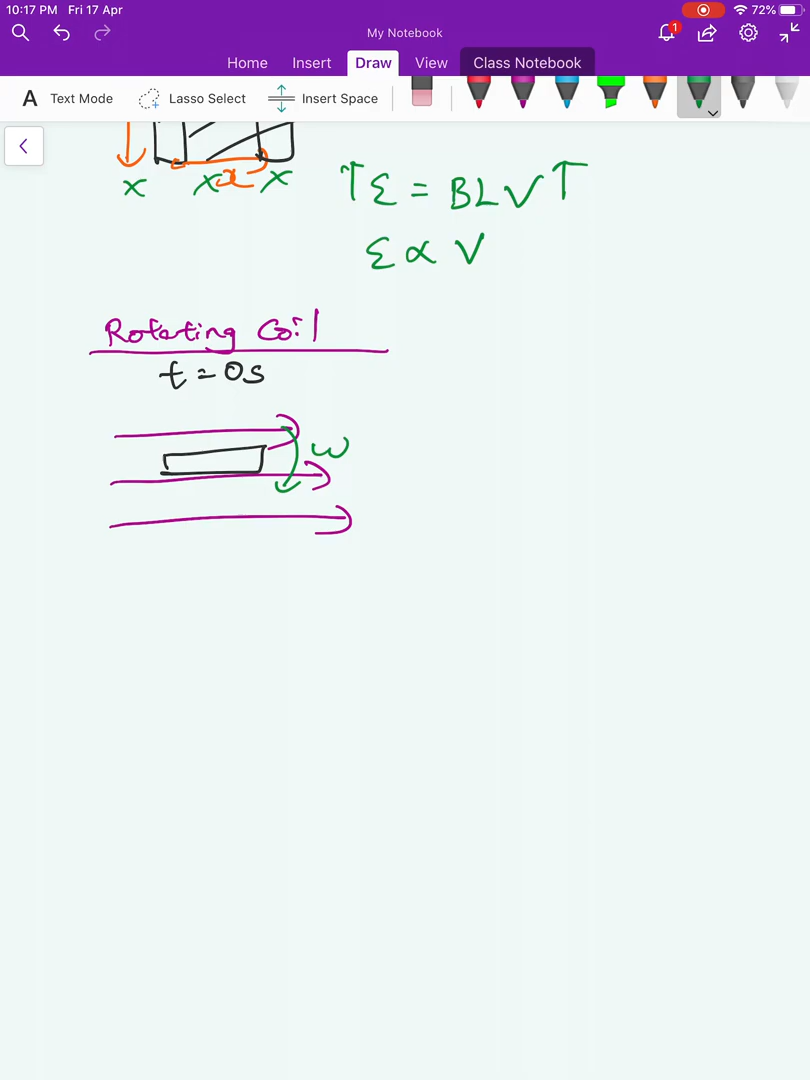 10:17 PM Fri 17 Apr 72%
My Notebook
1
Home Insert Draw View Class Notebook
A Text Mode Lasso Select Insert Space
x x x x
↑ε = BLV↑
ε ∝ V
Rotating Coil
t = 0s
ω